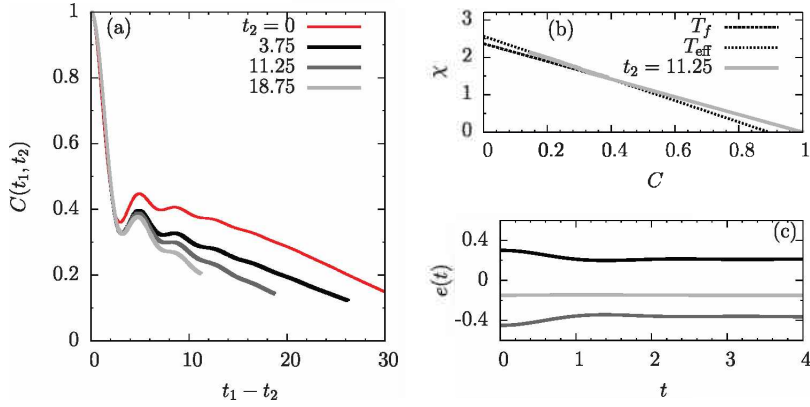 (a)
t₂ = 0
3.75
11.25
18.75
1
0.8
0.6
0.4
0.2
0
C(t₁, t₂)
0 10 20 30
t₁ − t₂
(b)
T_f
T_eff
t₂ = 11.25
3
2
1
0
χ
0 0.2 0.4 0.6 0.8 1
C
(c)
0.4
0
-0.4
e(t)
0 1 2 3 4
t